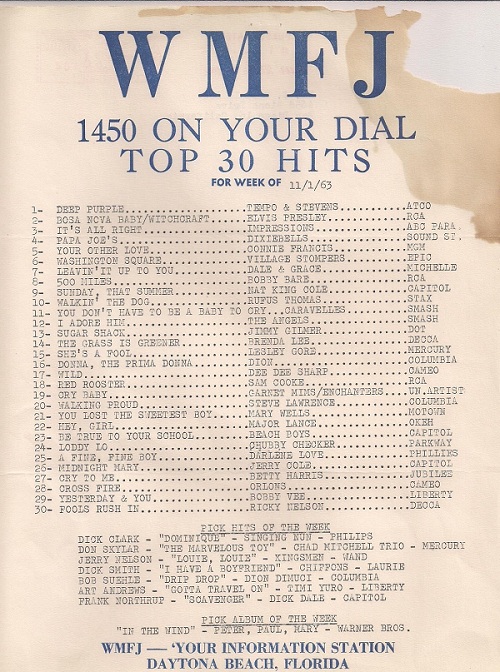 WMFJ
1450 ON YOUR DIAL
TOP 30 HITS
FOR WEEK OF 11/1/63
1- DEEP PURPLE....................TEMPO & STEVENS............ATCO
2- BOSA NOVA BABY/WITCHCRAFT......ELVIS PRESLEY..............RCA
3- IT'S ALL RIGHT.................IMPRESSIONS................ABC PARA.
4- PAPA JOE'S.....................DIXIEBELLS.................SOUND ST.
5- YOUR OTHER LOVE................CONNIE FRANCIS.............MGM
6- WASHINGTON SQUARE..............VILLAGE STOMPERS...........EPIC
7- LEAVIN'IT UP TO YOU............DALE & GRACE...............MICHELLE
8- 500 MILES......................BOBBY BARE.................RCA
9- SUNDAY, THAT SUMMER............NAT KING COLE..............CAPITOL
10- WALKIN' THE DOG...............RUFUS THOMAS...............STAX
11- YOU DON'T HAVE TO BE A BABY TO CRY...CARAVELLES..........SMASH
12- I ADORE HIM...................THE ANGELS.................SMASH
13- SUGAR SHACK...................JIMMY GILMER...............DOT
14- THE GRASS IS GREENER..........BRENDA LEE.................DECCA
15- SHE'S A FOOL..................LESLEY GORE................MERCURY
16- DONNA, THE PRIMA DONNA........DION.......................COLUMBIA
17- WILD..........................DEE DEE SHARP..............CAMEO
18- RED ROOSTER...................SAM COOKE..................RCA
19- CRY BABY......................GARNET MIMS/ENCHANTERS.....UN.ARTIST
20- WALKING PROUD.................STEVE LAWRENCE.............COLUMBIA
21- YOU LOST THE SWEETEST BOY.....MARY WELLS.................MOTOWN
22- HEY, GIRL.....................MAJOR LANCE................OKEH
23- BE TRUE TO YOUR SCHOOL........BEACH BOYS.................CAPITOL
24- LODDY LO......................CHUBBY CHECKER.............PARKWAY
25- A FINE, FINE BOY..............DARLENE LOVE...............PHILLIES
26- MIDNIGHT MARY.................JERRY COLE.................CAPITOL
27- CRY TO ME.....................BETTY HARRIS...............JUBILEE
28- CROSS FIRE....................ORLONS.....................CAMEO
29- YESTERDAY & YOU...............BOBBY VEE..................LIBERTY
30- FOOLS RUSH IN.................RICKY NELSON...............DECCA
PICK HITS OF THE WEEK
DICK CLARK - "DOMINIQUE" - SINGING NUN - PHILIPS
DON SKYLAR - "THE MARVELOUS TOY" - CHAD MITCHELL TRIO - MERCURY
JERRY NELSON - "LOUIE, LOUIE" - KINGSMEN - WAND
DICK SMITH - "I HAVE A BOYFRIEND" - CHIFFONS - LAURIE
BOB SUEHLE - "DRIP DROP" - DION DIMUCI - COLUMBIA
ART ANDREWS - "GOTTA TRAVEL ON" - TIMI YURO - LIBERTY
FRANK NORTHRUP - "SCAVENGER" - DICK DALE - CAPITOL
PICK ALBUM OF THE WEEK
"IN THE WIND" - PETER, PAUL, MARY - WARNER BROS.
WMFJ — 'YOUR INFORMATION STATION
DAYTONA BEACH, FLORIDA